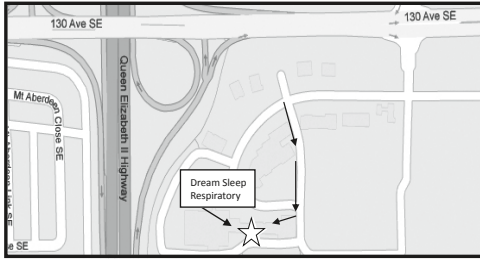 130 Ave SE
130 Ave SE
Queen Elizabeth II Highway
Mt Aberdeen
Close SE
Dream Sleep
Respiratory
SE